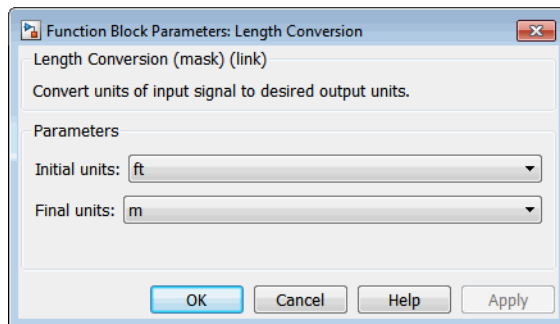 Function Block Parameters: Length Conversion
Length Conversion (mask) (link)
Convert units of input signal to desired output units.
Parameters
Initial units: ft
Final units: m
OK Cancel Help Apply